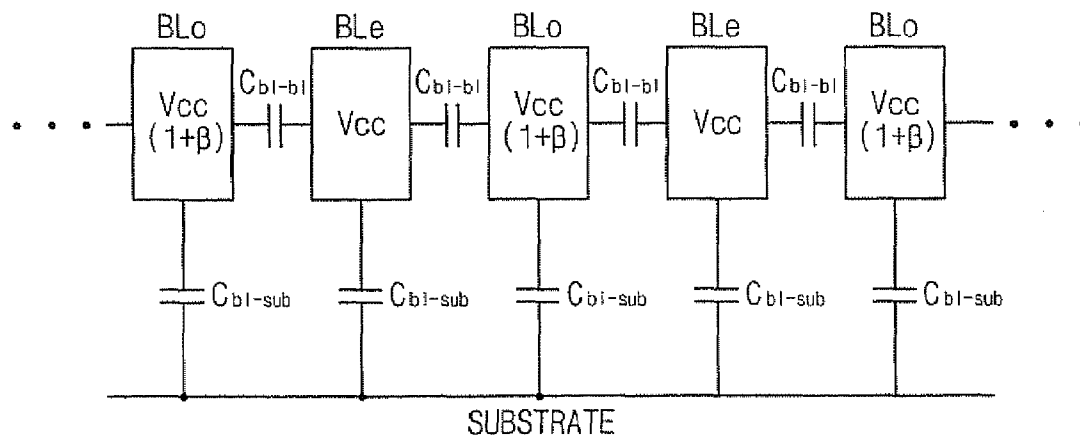 BLo BLe BLo BLe BLo
Cbl-bl Cbl-bl Cbl-bl Cbl-bl
Vcc Vcc Vcc Vcc Vcc
(1+β) (1+β) (1+β)
Cbl-sub Cbl-sub Cbl-sub Cbl-sub Cbl-sub
SUBSTRATE